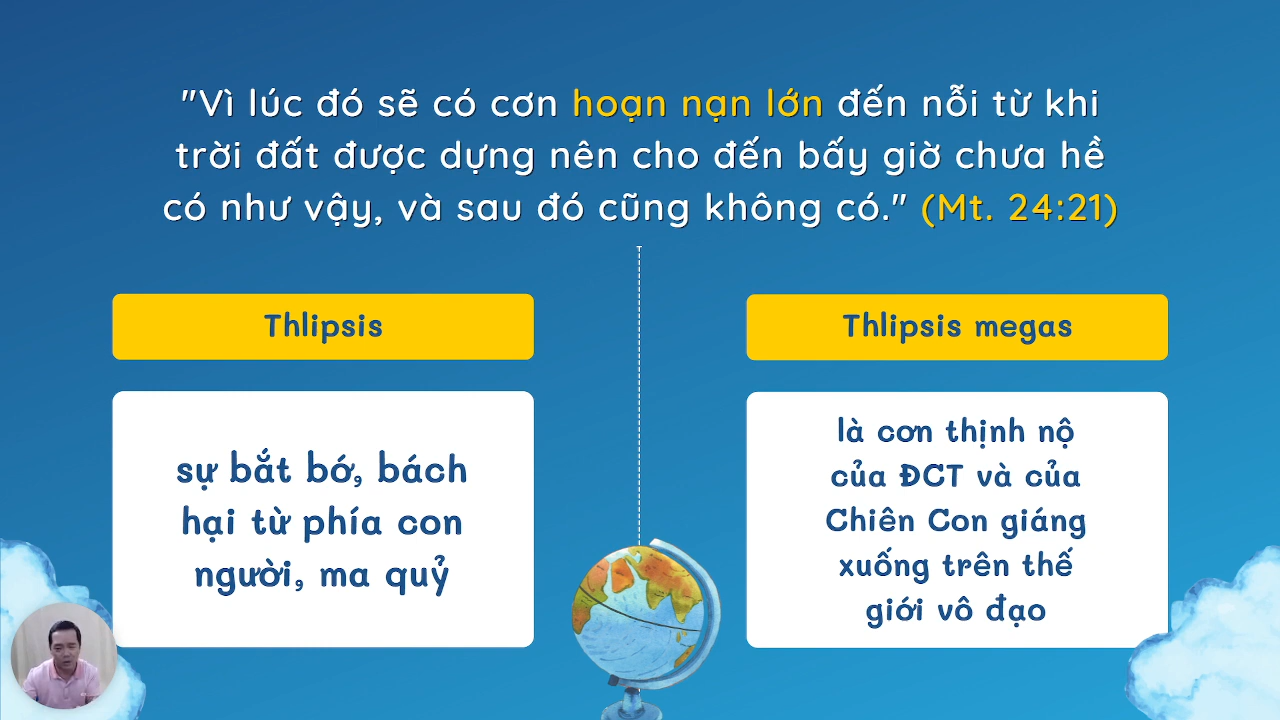 "Vì lúc đó sẽ có cơn hoạn nạn lớn đến nỗi từ khi
trời đất được dựng nên cho đến bấy giờ chưa hề
có như vậy, và sau đó cũng không có." (Mt. 24:21)
Thlipsis
sự bắt bớ, bách
hại từ phía con
người, ma quỷ
Thlipsis megas
là cơn thịnh nộ
của ĐCT và của
Chiên Con giáng
xuống trên thế
giới vô đạo